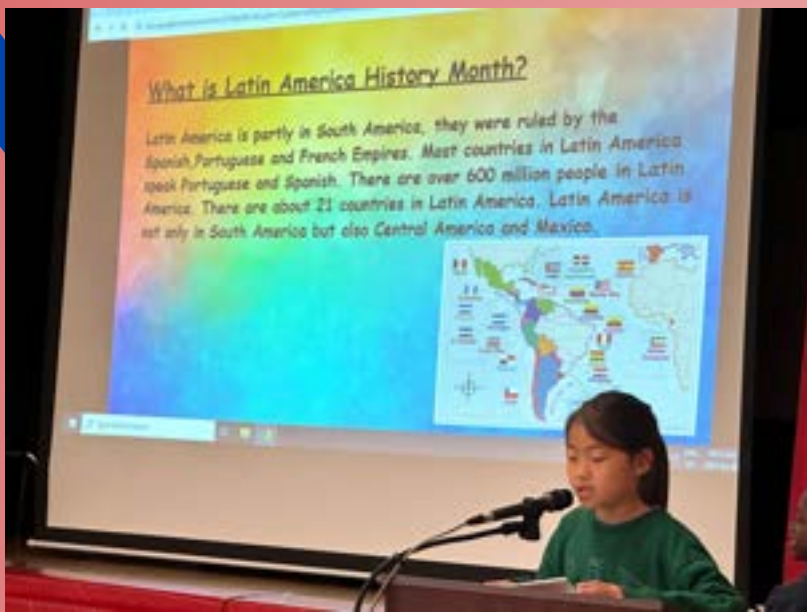 What is Latin America History Month?
Latin America is partly in South America, they were ruled by the
Spanish,Portuguese and French Empires. Most countries in Latin America
speak Portuguese and Spanish. There are over 600 million people in Latin
America. There are about 21 countries in Latin America. Latin America is
not only in South America but also Central America and Mexico.